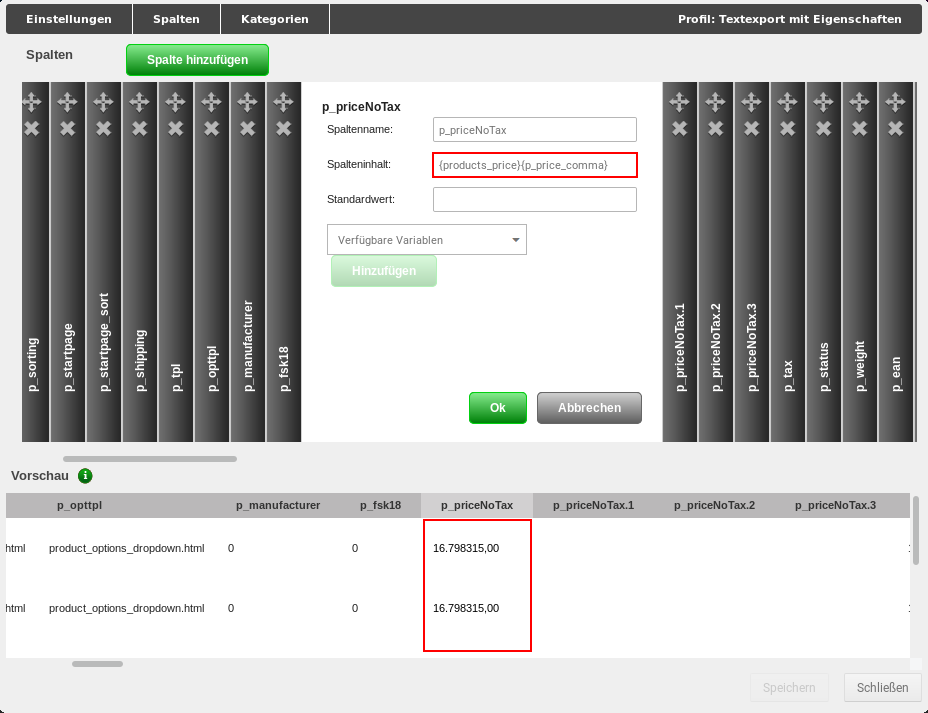 Einstellungen Spalten Kategorien Profil: Textexport mit Eigenschaften
Spalten Spalte hinzufügen
p_sorting
p_startpage
p_startpage_sort
p_shipping
p_tpl
p_opttpl
p_manufacturer
p_fsk18
p_priceNoTax
Spaltenname: p_priceNoTax
Spalteninhalt: {products_price}{p_price_comma}
Standardwert:
Verfügbare Variablen
Hinzufügen
Ok Abbrechen
p_priceNoTax.1
p_priceNoTax.2
p_priceNoTax.3
p_tax
p_status
p_weight
p_ean
Vorschau i
p_opttpl p_manufacturer p_fsk18 p_priceNoTax p_priceNoTax.1 p_priceNoTax.2 p_priceNoTax.3
html product_options_dropdown.html 0 0 16.798315,00
html product_options_dropdown.html 0 0 16.798315,00
Speichern Schließen